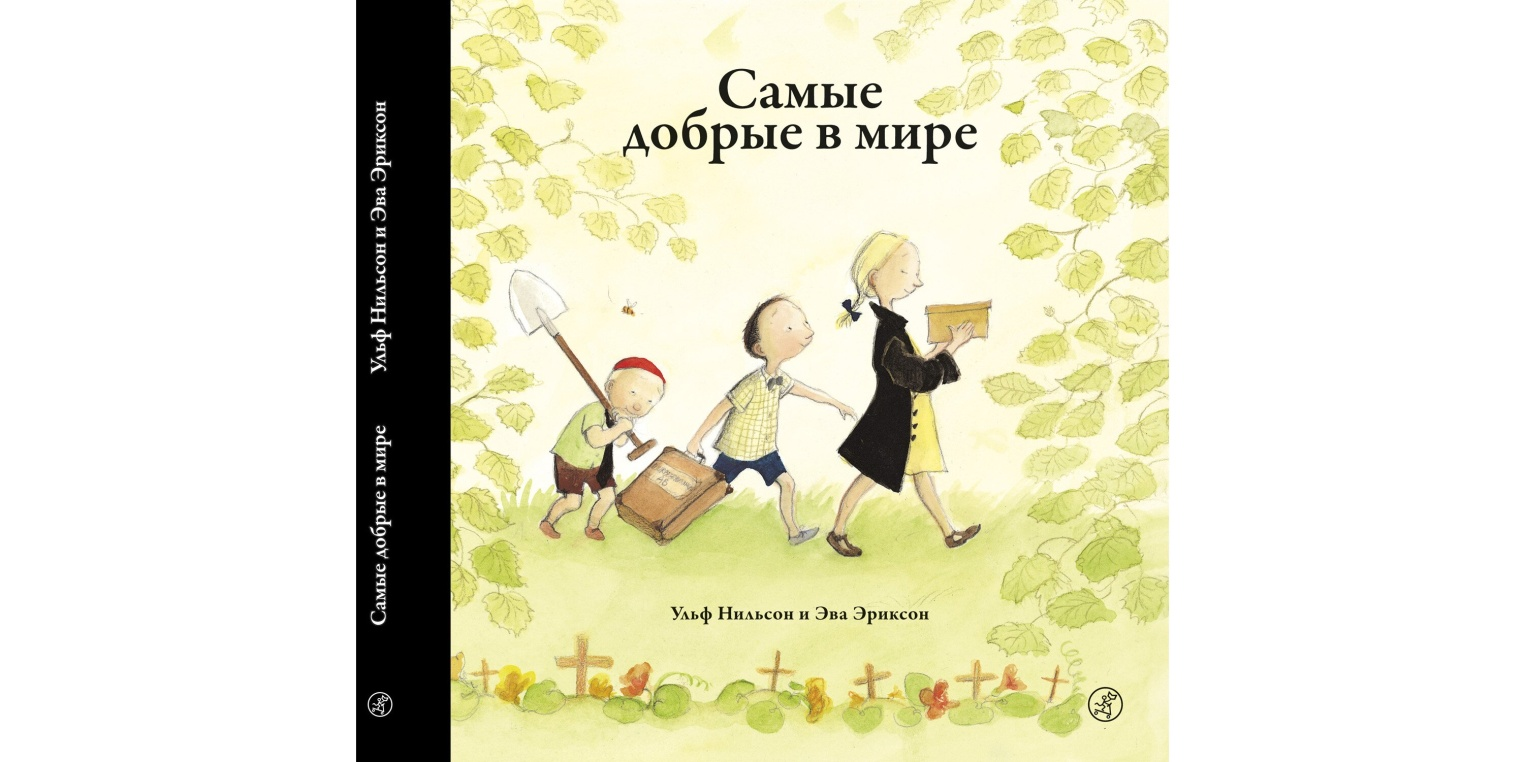 Ульф Нильсон и Эва Эриксон
Самые добрые в мире
Самые
добрые в мире
Ульф Нильсон и Эва Эриксон